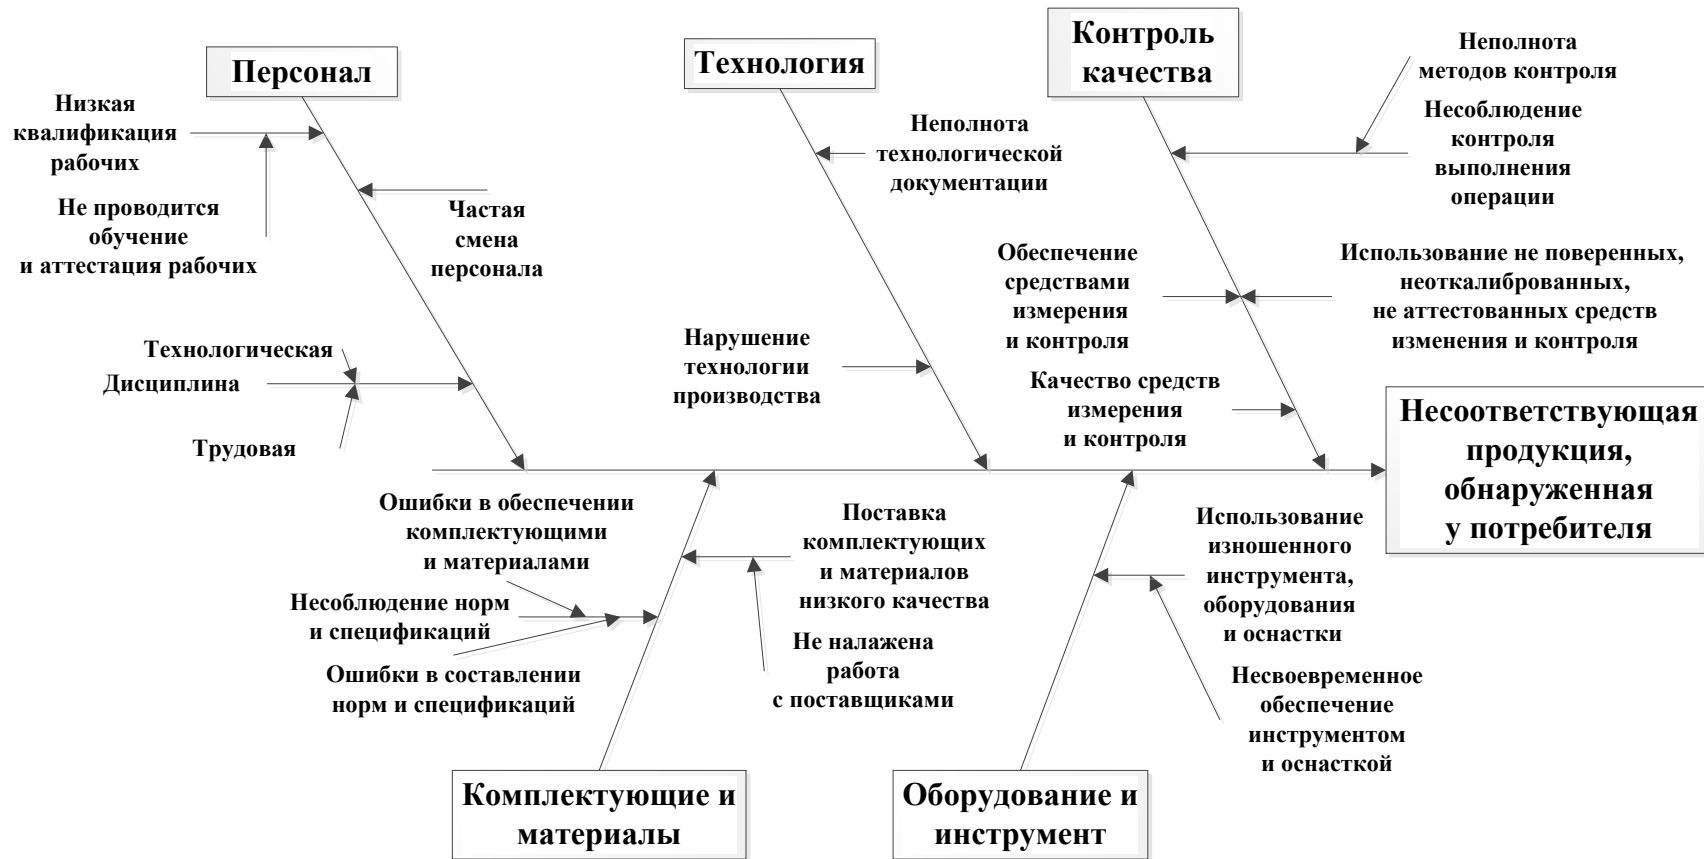 Персонал
Технология
Контроль
качества
Низкая
квалификация
рабочих
Не проводится
обучение
и аттестация рабочих
Частая
смена
персонала
Технологическая
Дисциплина
Трудовая
Неполнота
технологической
документации
Нарушение
технологии
производства
Неполнота
методов контроля
Несоблюдение
контроля
выполнения
операции
Обеспечение
средствами
измерения
и контроля
Использование не поверенных,
неоткалиброванных,
не аттестованных средств
изменения и контроля
Качество средств
измерения
и контроля
Несоответствующая
продукция,
обнаруженная
у потребителя
Ошибки в обеспечении
комплектующими
и материалами
Несоблюдение норм
и спецификаций
Ошибки в составлении
норм и спецификаций
Поставка
комплектующих
и материалов
низкого качества
Не налажена
работа
с поставщиками
Использование
изношенного
инструмента,
оборудования
и оснастки
Несвоевременное
обеспечение
инструментом
и оснасткой
Комплектующие и
материалы
Оборудование и
инструмент